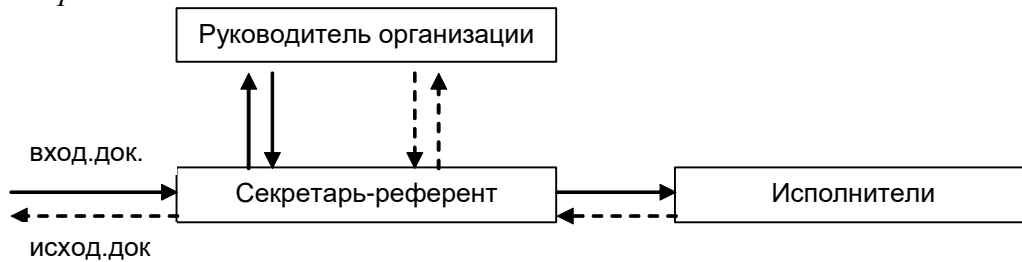 Руководитель организации
вход.док.
Секретарь-референт
Исполнители
исход.док